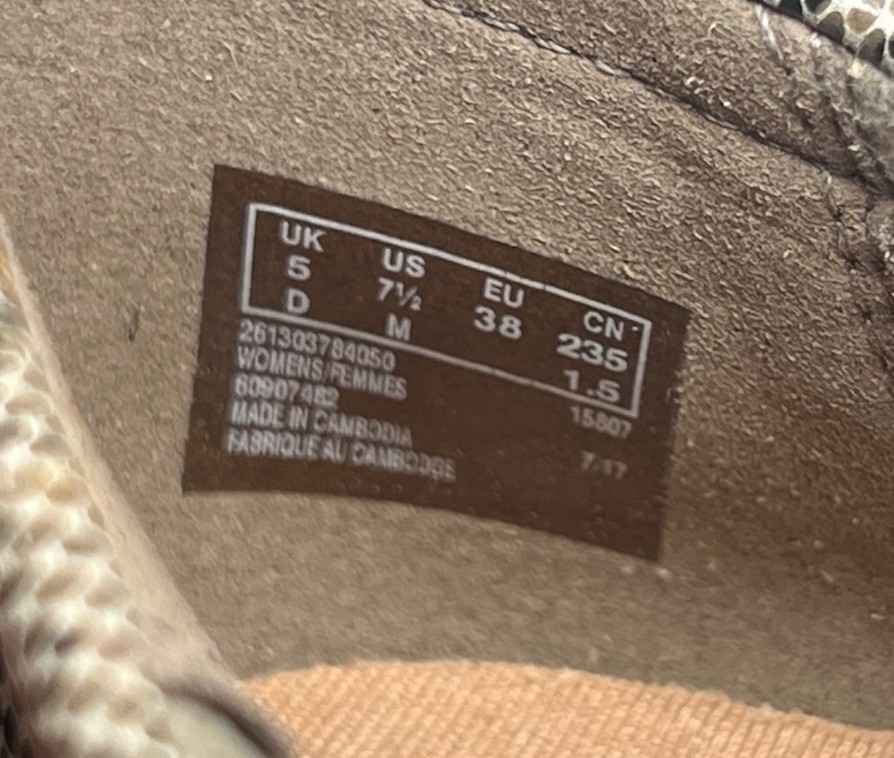 UK US EU CN
5 7½ 38 235
D M 1.5
261303784050
WOMENS/FEMMES 15807
60907482
MADE IN CAMBODIA 7/17
FABRIQUE AU CAMBODGE